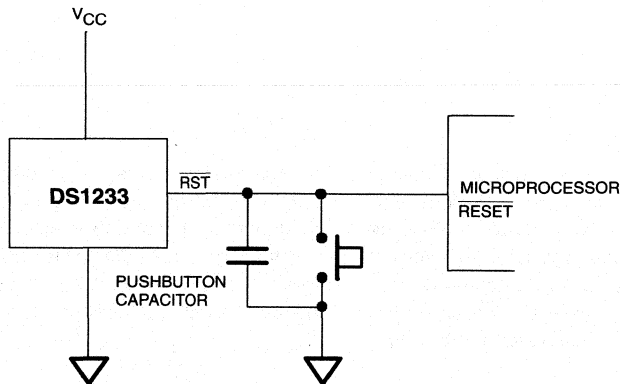 VCC
DS1233
RST
MICROPROCESSOR
RESET
PUSHBUTTON
CAPACITOR